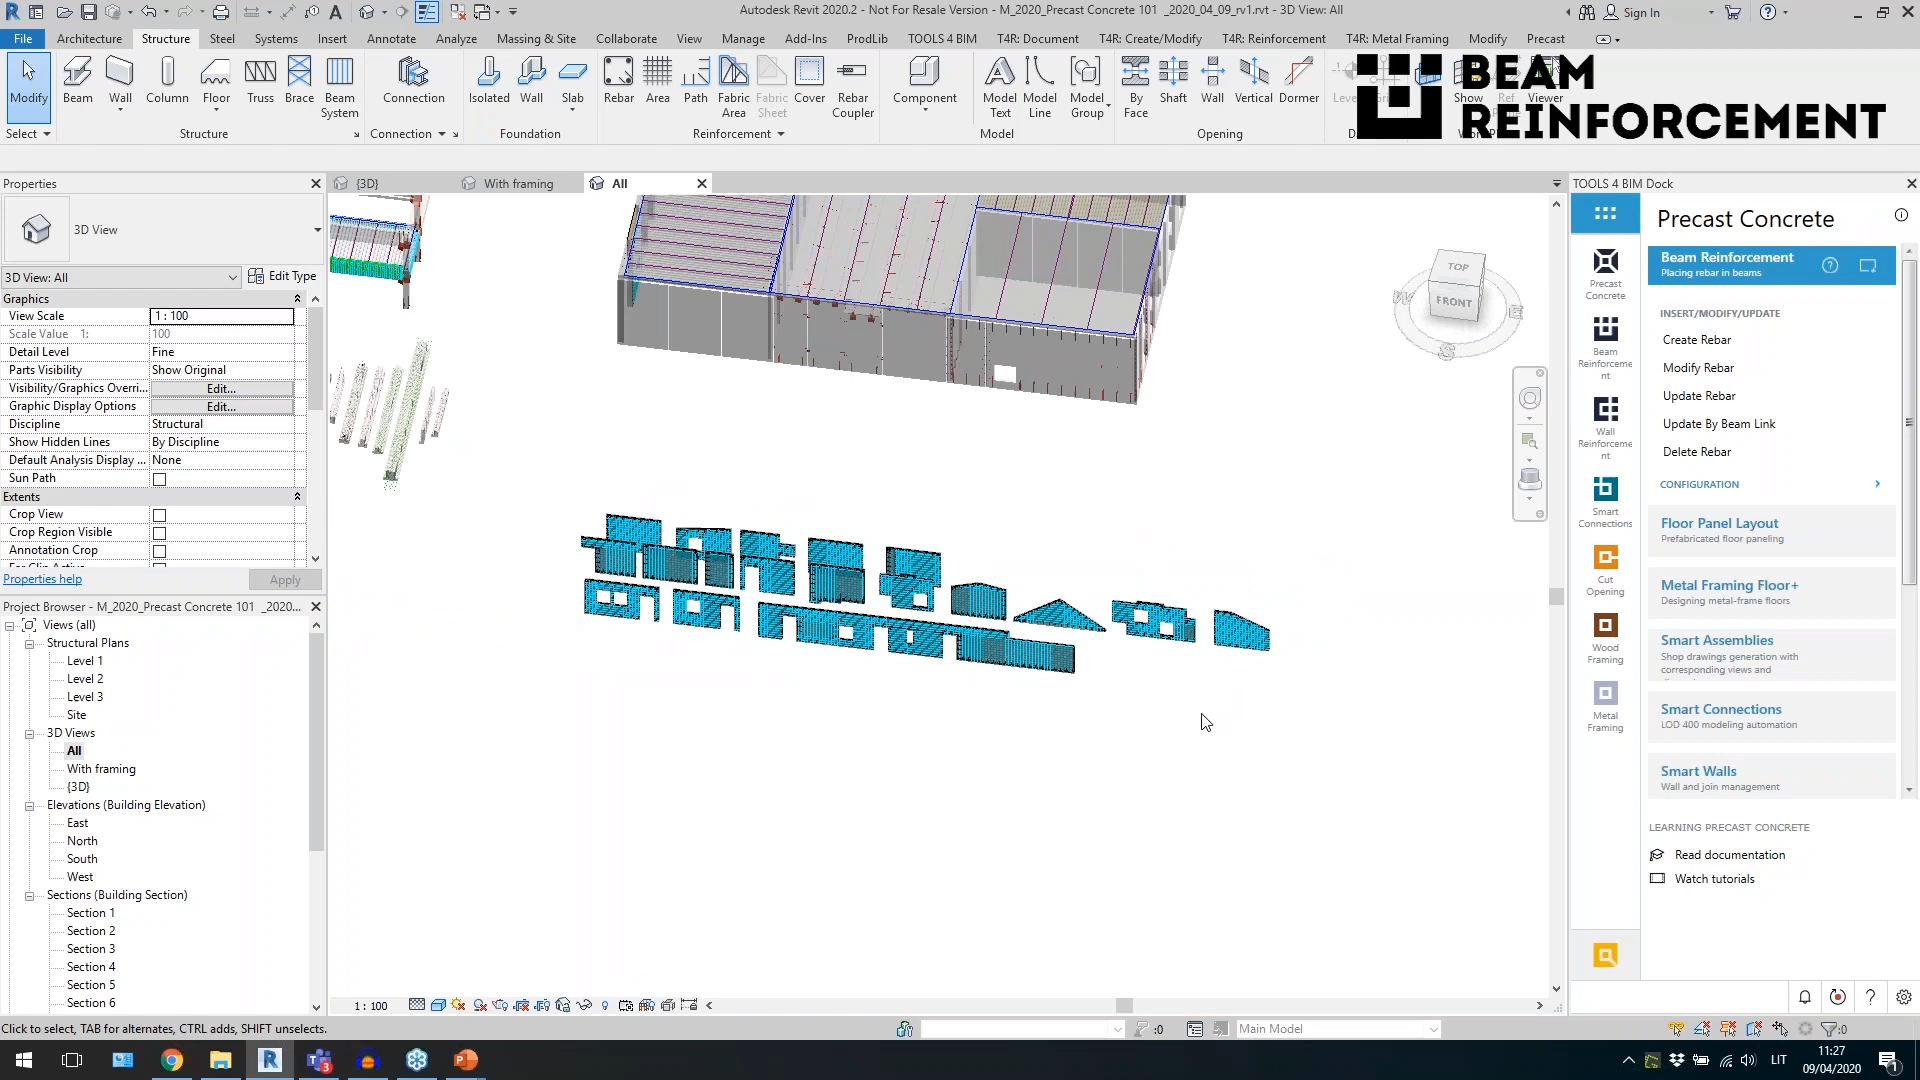 Autodesk Revit 2020.2 - Not For Resale Version - M_2020_Precast Concrete 101 _2020_04_09_rv1.rvt - 3D View: All
Sign In
File Architecture Structure Steel Systems Insert Annotate Analyze Massing & Site Collaborate View Manage Add-Ins ProdLib TOOLS 4 BIM T4R: Document T4R: Create/Modify T4R: Reinforcement T4R: Metal Framing Modify Precast
BEAM
REINFORCEMENT
Modify Beam Wall Column Floor Truss Brace Beam System Connection Isolated Wall Slab Rebar Area Path Fabric Area Fabric Sheet Cover Rebar Coupler Component Model Text Model Line Model Group By Face Shaft Wall Vertical Dormer Show Viewer
Select Structure Connection Foundation Reinforcement Model Opening
Properties
{3D} With framing All
TOOLS 4 BIM Dock
3D View
3D View: All Edit Type
Graphics
View Scale 1 : 100
Scale Value 1: 100
Detail Level Fine
Parts Visibility Show Original
Visibility/Graphics Overri... Edit...
Graphic Display Options Edit...
Discipline Structural
Show Hidden Lines By Discipline
Default Analysis Display ... None
Sun Path
Extents
Crop View
Crop Region Visible
Annotation Crop
Properties help Apply
Project Browser - M_2020_Precast Concrete 101 _2020...
Views (all)
Structural Plans
Level 1
Level 2
Level 3
Site
3D Views
All
With framing
{3D}
Elevations (Building Elevation)
East
North
South
West
Sections (Building Section)
Section 1
Section 2
Section 3
Section 4
Section 5
Section 6
TOP
FRONT
W
E
S
Precast Concrete
Beam Reinforceme nt
Wall Reinforceme nt
Smart Connections
Cut Opening
Wood Framing
Metal Framing
Precast Concrete
Beam Reinforcement
Placing rebar in beams
INSERT/MODIFY/UPDATE
Create Rebar
Modify Rebar
Update Rebar
Update By Beam Link
Delete Rebar
CONFIGURATION
Floor Panel Layout
Prefabricated floor paneling
Metal Framing Floor+
Designing metal-frame floors
Smart Assemblies
Shop drawings generation with
corresponding views and
Smart Connections
LOD 400 modeling automation
Smart Walls
Wall and join management
LEARNING PRECAST CONCRETE
Read documentation
Watch tutorials
1 : 100
Click to select, TAB for alternates, CTRL adds, SHIFT unselects.
:0
Main Model
:0
LIT
11:27
09/04/2020